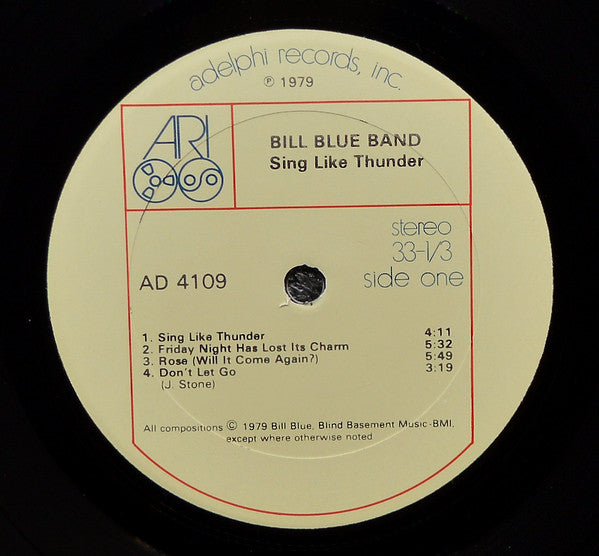 adelphi records, inc.
℗ 1979
ARI
BILL BLUE BAND
Sing Like Thunder
stereo
33-1/3
side one
AD 4109
1. Sing Like Thunder 4:11
2. Friday Night Has Lost Its Charm 5:32
3. Rose (Will It Come Again?) 5:49
4. Don't Let Go 3:19
(J. Stone)
All compositions © 1979 Bill Blue, Blind Basement Music-BMI,
except where otherwise noted